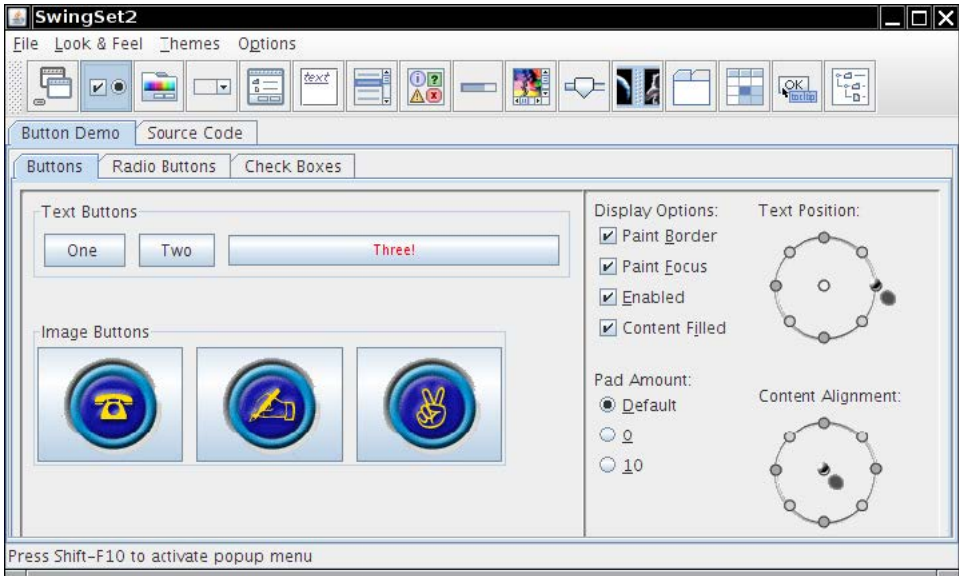 SwingSet2
File Look & Feel Themes Options
text
OK
tooltip
Button Demo Source Code
Buttons Radio Buttons Check Boxes
Text Buttons
One Two Three!
Image Buttons
Display Options:
Paint Border
Paint Focus
Enabled
Content Filled
Text Position:
Pad Amount:
Default
0
10
Content Alignment:
Press Shift-F10 to activate popup menu